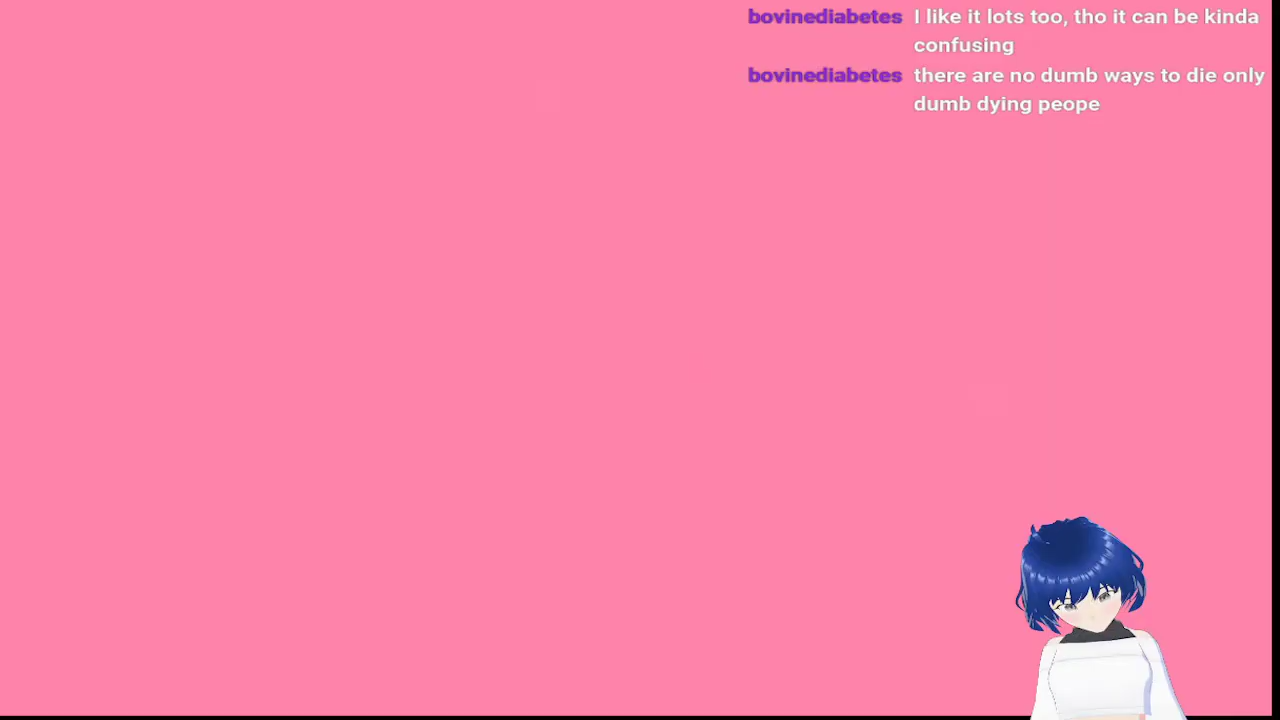 bovinediabetes I like it lots too, tho it can be kinda
confusing
bovinediabetes there are no dumb ways to die only
dumb dying peope